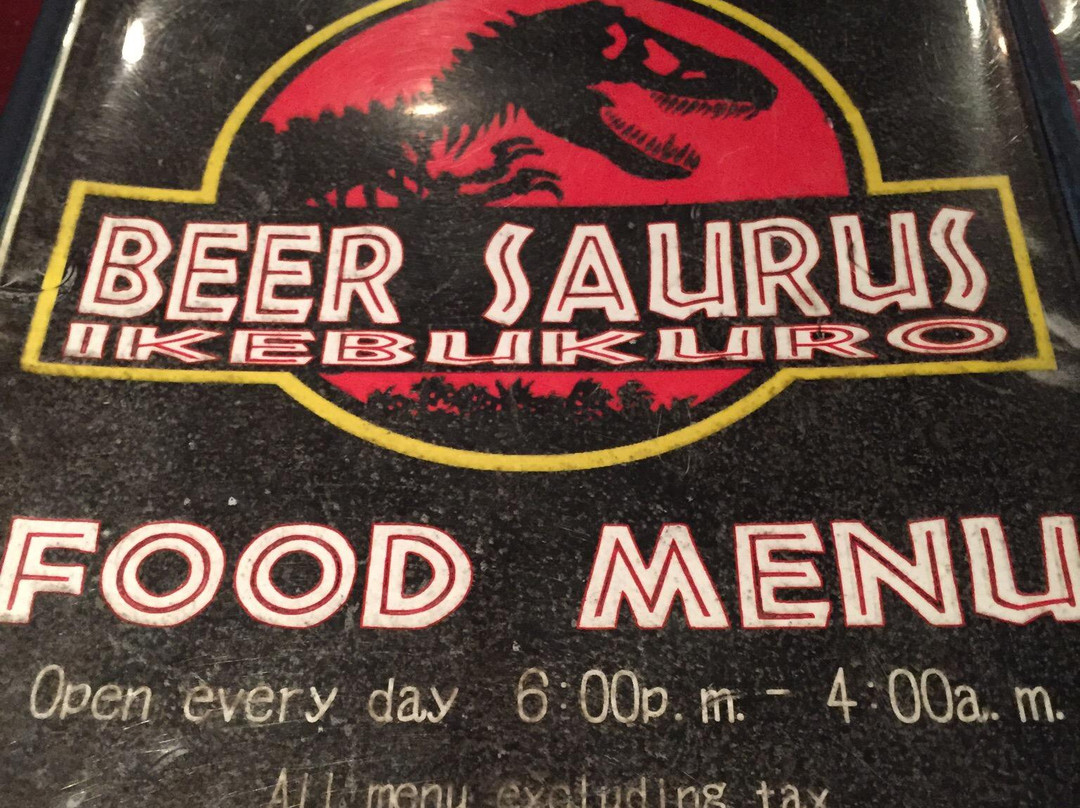 BEER SAURUS
IKEBUKURO
FOOD MENU
Open every day 6:00p.m. - 4:00a.m.
All menu excluding tax